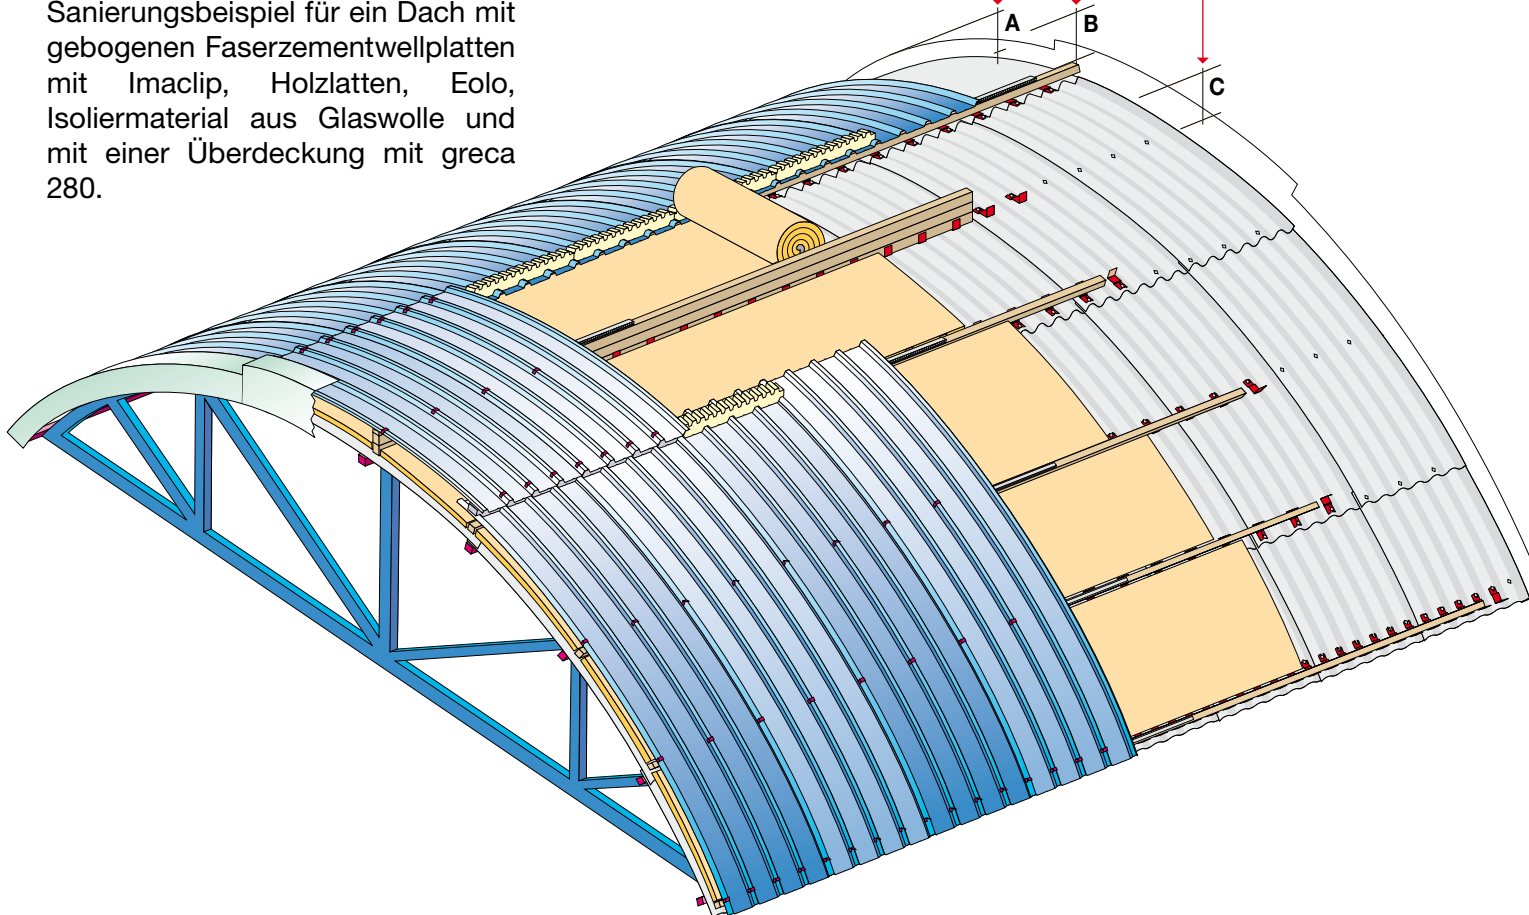 Sanierungsbeispiel für ein Dach mit
gebogenen Faserzementwellplatten
mit Imaclip, Holzlatten, Eolo,
Isoliermaterial aus Glaswolle und
mit einer Überdeckung mit greca
280.
A
B
C